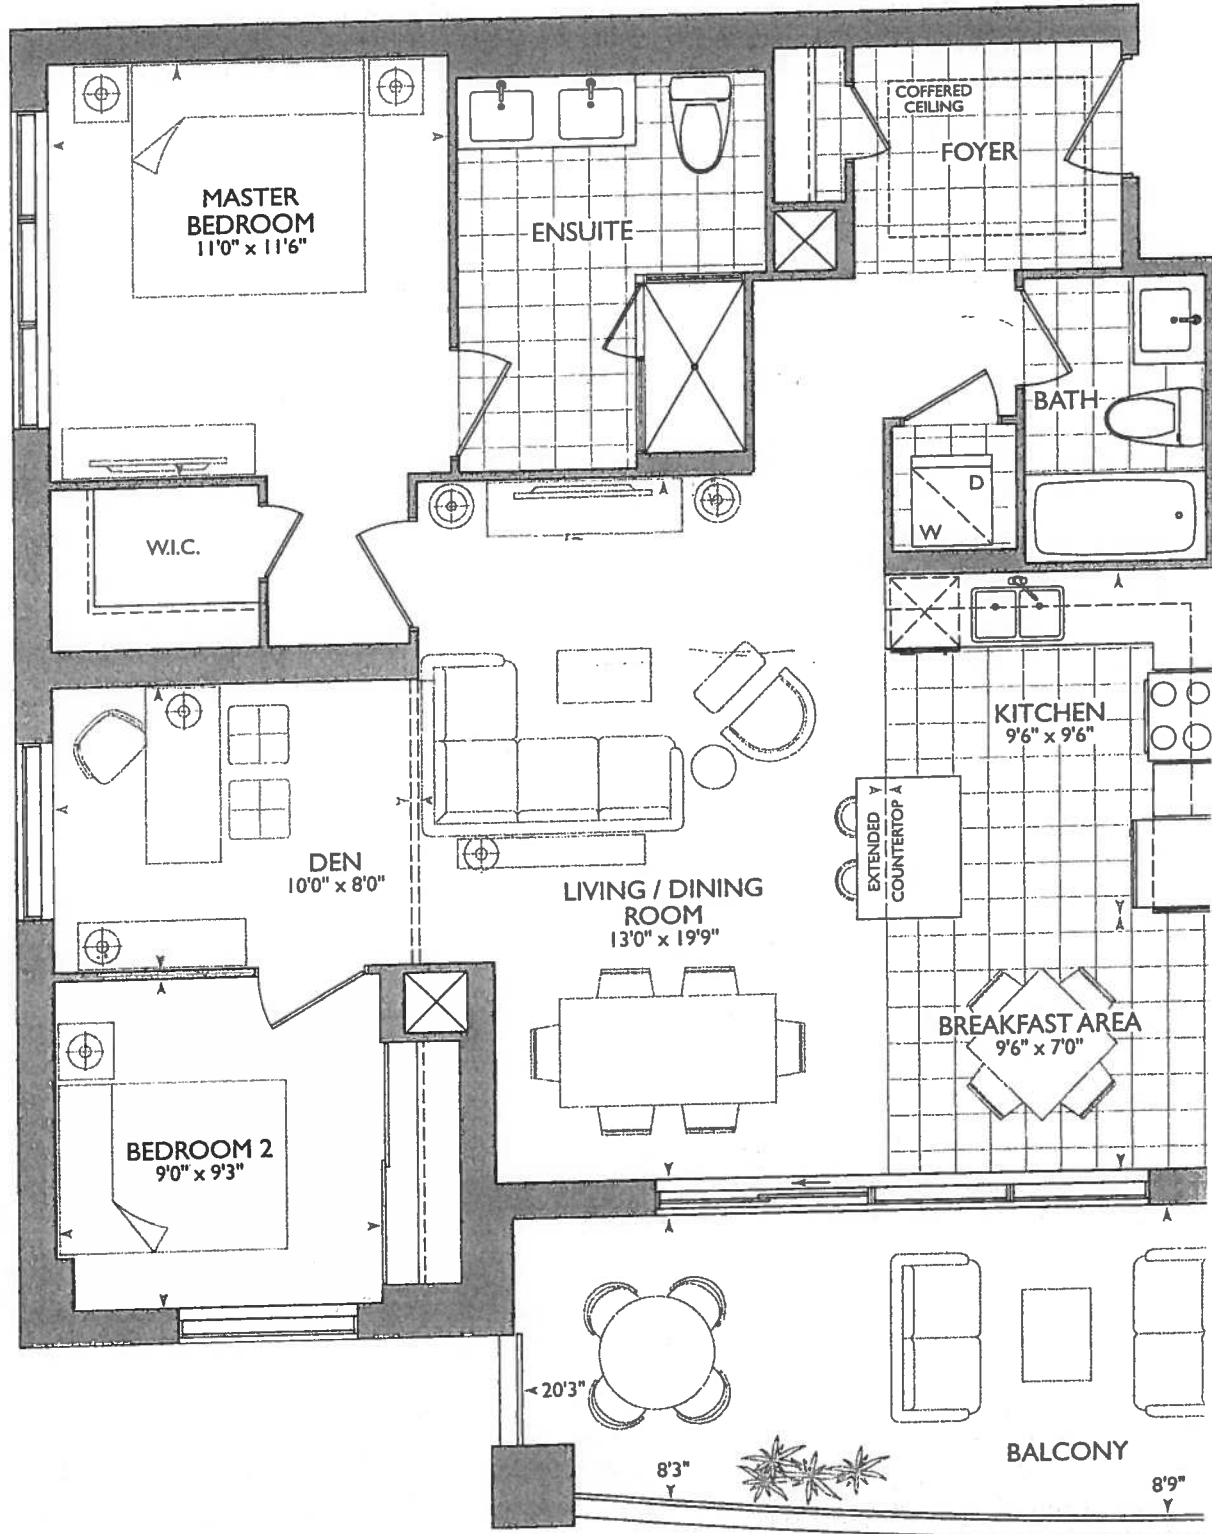 COFFERED
CEILING
FOYER
MASTER
BEDROOM
11'0" x 11'6"
ENSUITE
BATH
D
W
W.I.C.
KITCHEN
9'6" x 9'6"
EXTENDED
COUNTERTOP
DEN
10'0" x 8'0"
LIVING / DINING
ROOM
13'0" x 19'9"
BREAKFAST AREA
9'6" x 7'0"
BEDROOM 2
9'0" x 9'3"
20'3"
BALCONY
8'3"
8'9"